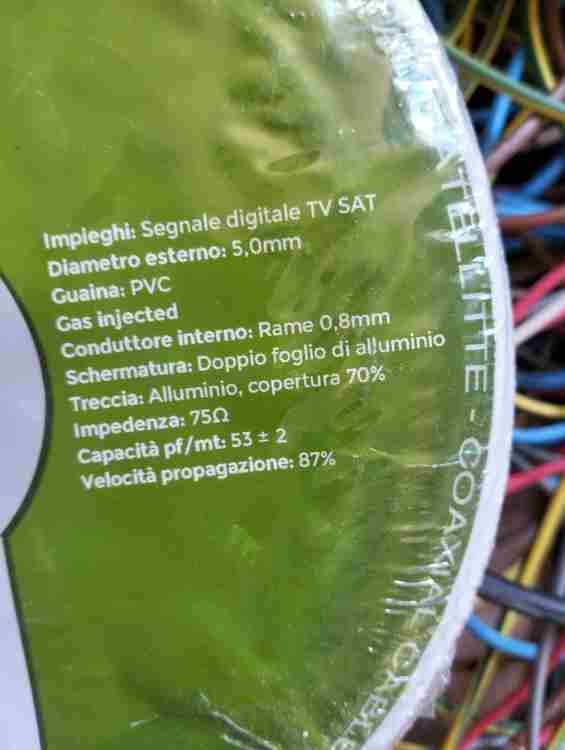 Impieghi: Segnale digitale TV SAT
Diametro esterno: 5,0mm
Guaina: PVC
Gas injected
Conduttore interno: Rame 0,8mm
Schermatura: Doppio foglio di alluminio
Treccia: Alluminio, copertura 70%
Impedenza: 75Ω
Capacità pf/mt: 53 ± 2
Velocità propagazione: 87%
- COAXIAL